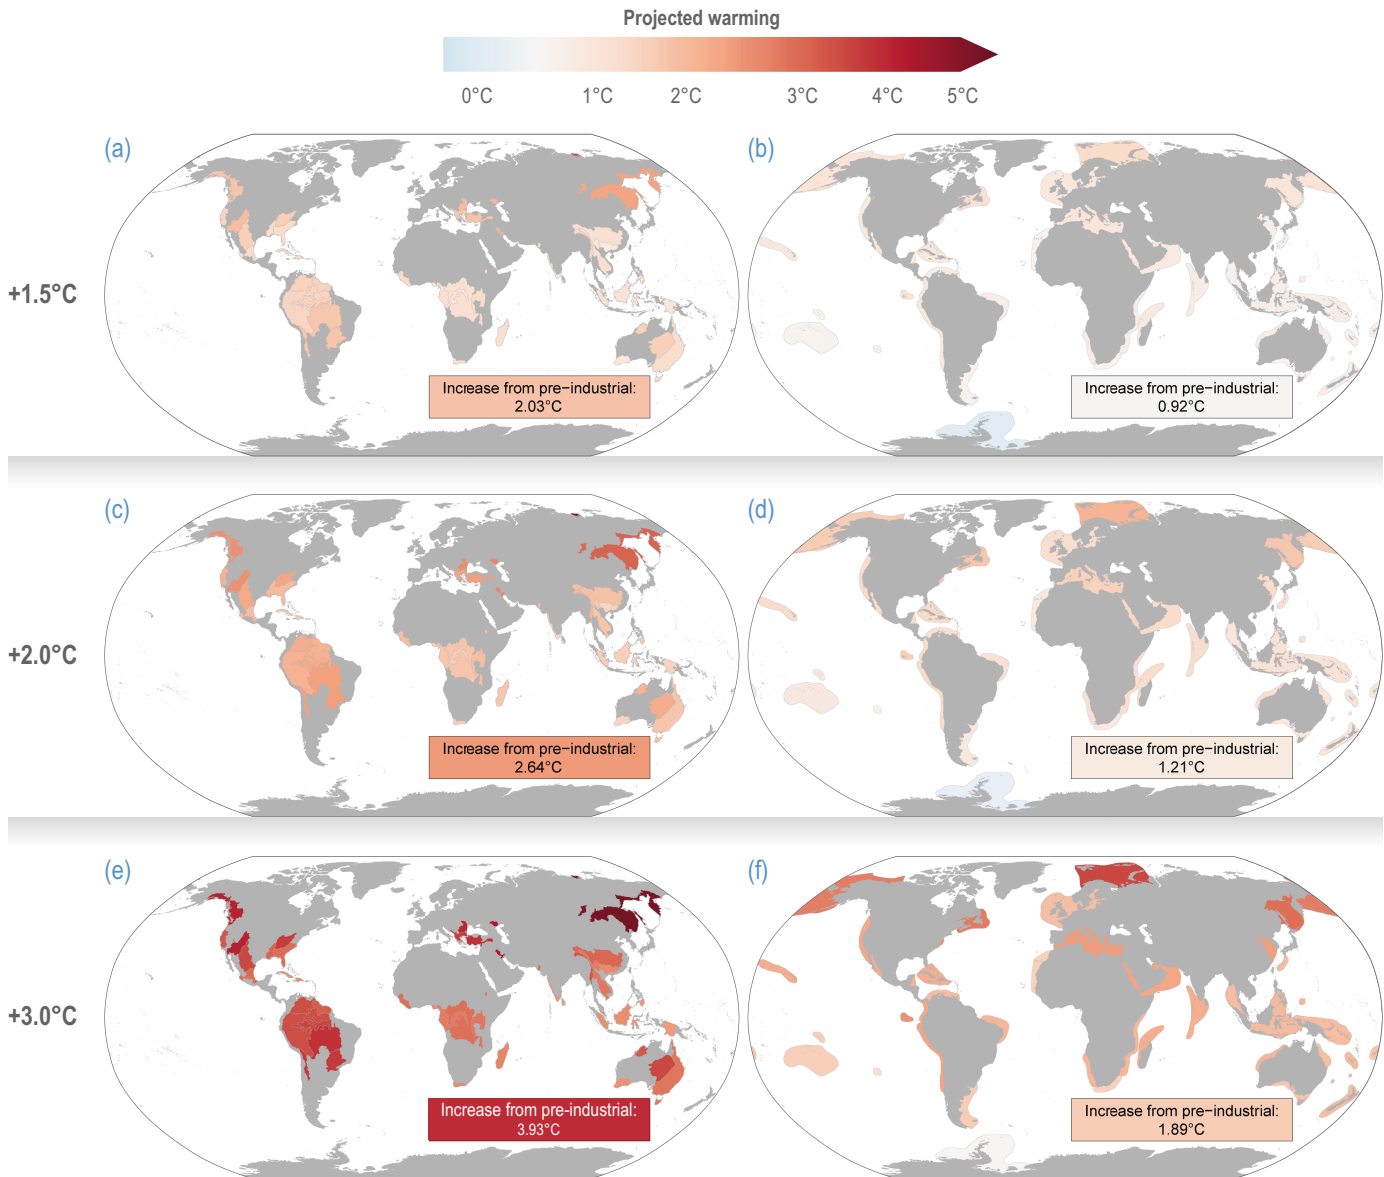 Projected warming
0°C 1°C 2°C 3°C 4°C 5°C
(a) (b)
+1.5°C
Increase from pre−industrial:
2.03°C
Increase from pre−industrial:
0.92°C
(c) (d)
+2.0°C
Increase from pre−industrial:
2.64°C
Increase from pre−industrial:
1.21°C
(e) (f)
+3.0°C
Increase from pre-industrial:
3.93°C
Increase from pre−industrial:
1.89°C